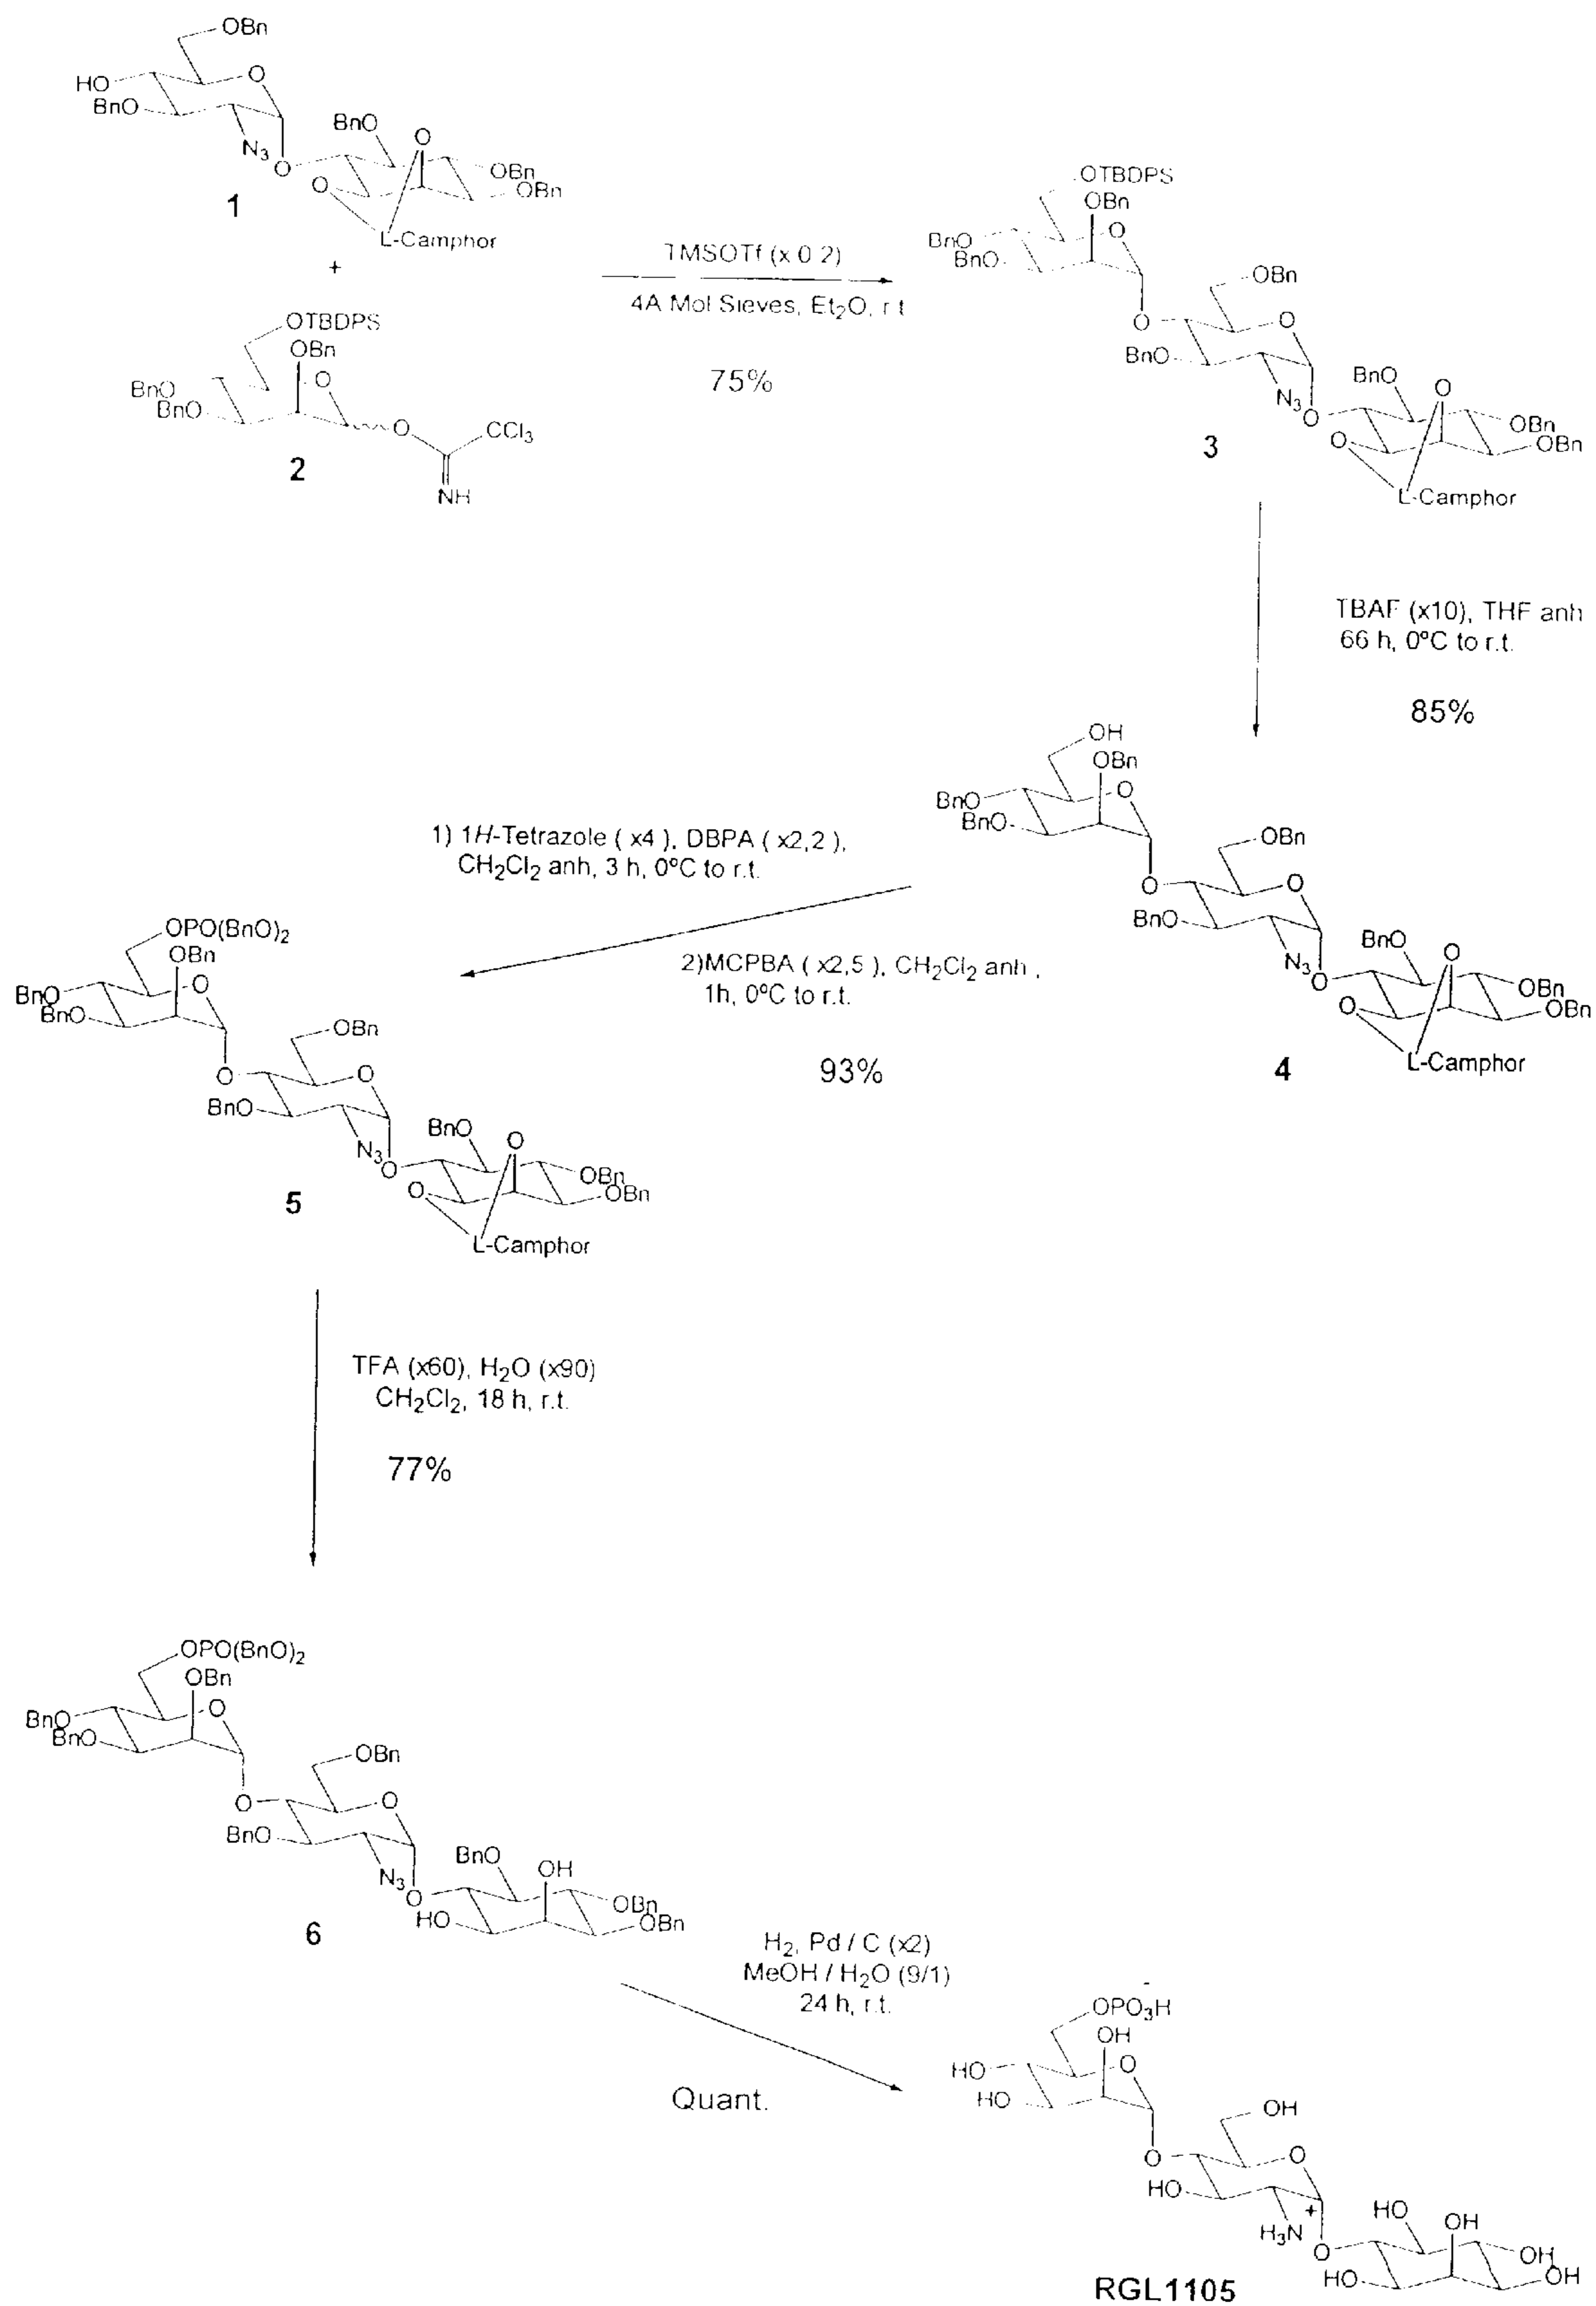 OBn
HO
O
BnO
N3
O
BnO
O
OBn
O
OBn
1
L-Camphor
+
OTBDPS
OBn
BnO
O
BnO
O
CCl3
2
NH
TMSOTf (x 0 2)
4A Mol Sieves, Et2O, r t
75%
OTBDPS
OBn
BnO
O
BnO
OBn
O
O
BnO
BnO
O
N3
O
OBn
O
OBn
3
L-Camphor
TBAF (x10), THF anh
66 h, 0ºC to r.t.
85%
OH
OBn
O
BnO
BnO
OBn
O
O
BnO
BnO
O
N3
O
OBn
O
OBn
4
L-Camphor
1) 1H-Tetrazole ( x4 ), DBPA ( x2,2 ),
CH2Cl2 anh, 3 h, 0ºC to r.t.
2)MCPBA ( x2,5 ), CH2Cl2 anh ,
1h, 0ºC to r.t.
93%
OPO(BnO)2
OBn
BnO
O
BnO
OBn
O
O
BnO
BnO
O
N3
O
OBn
O
OBn
5
L-Camphor
TFA (x60), H2O (x90)
CH2Cl2, 18 h, r.t.
77%
OPO(BnO)2
OBn
O
BnO
BnO
OBn
O
O
BnO
BnO
OH
N3
O
OBn
HO
OBn
6
H2, Pd / C (x2)
MeOH / H2O (9/1)
24 h, r.t.
Quant.
-
OPO3H
OH
HO
O
HO
OH
O
O
HO
+
HO
OH
H3N
O
OH
HO
OH
RGL1105